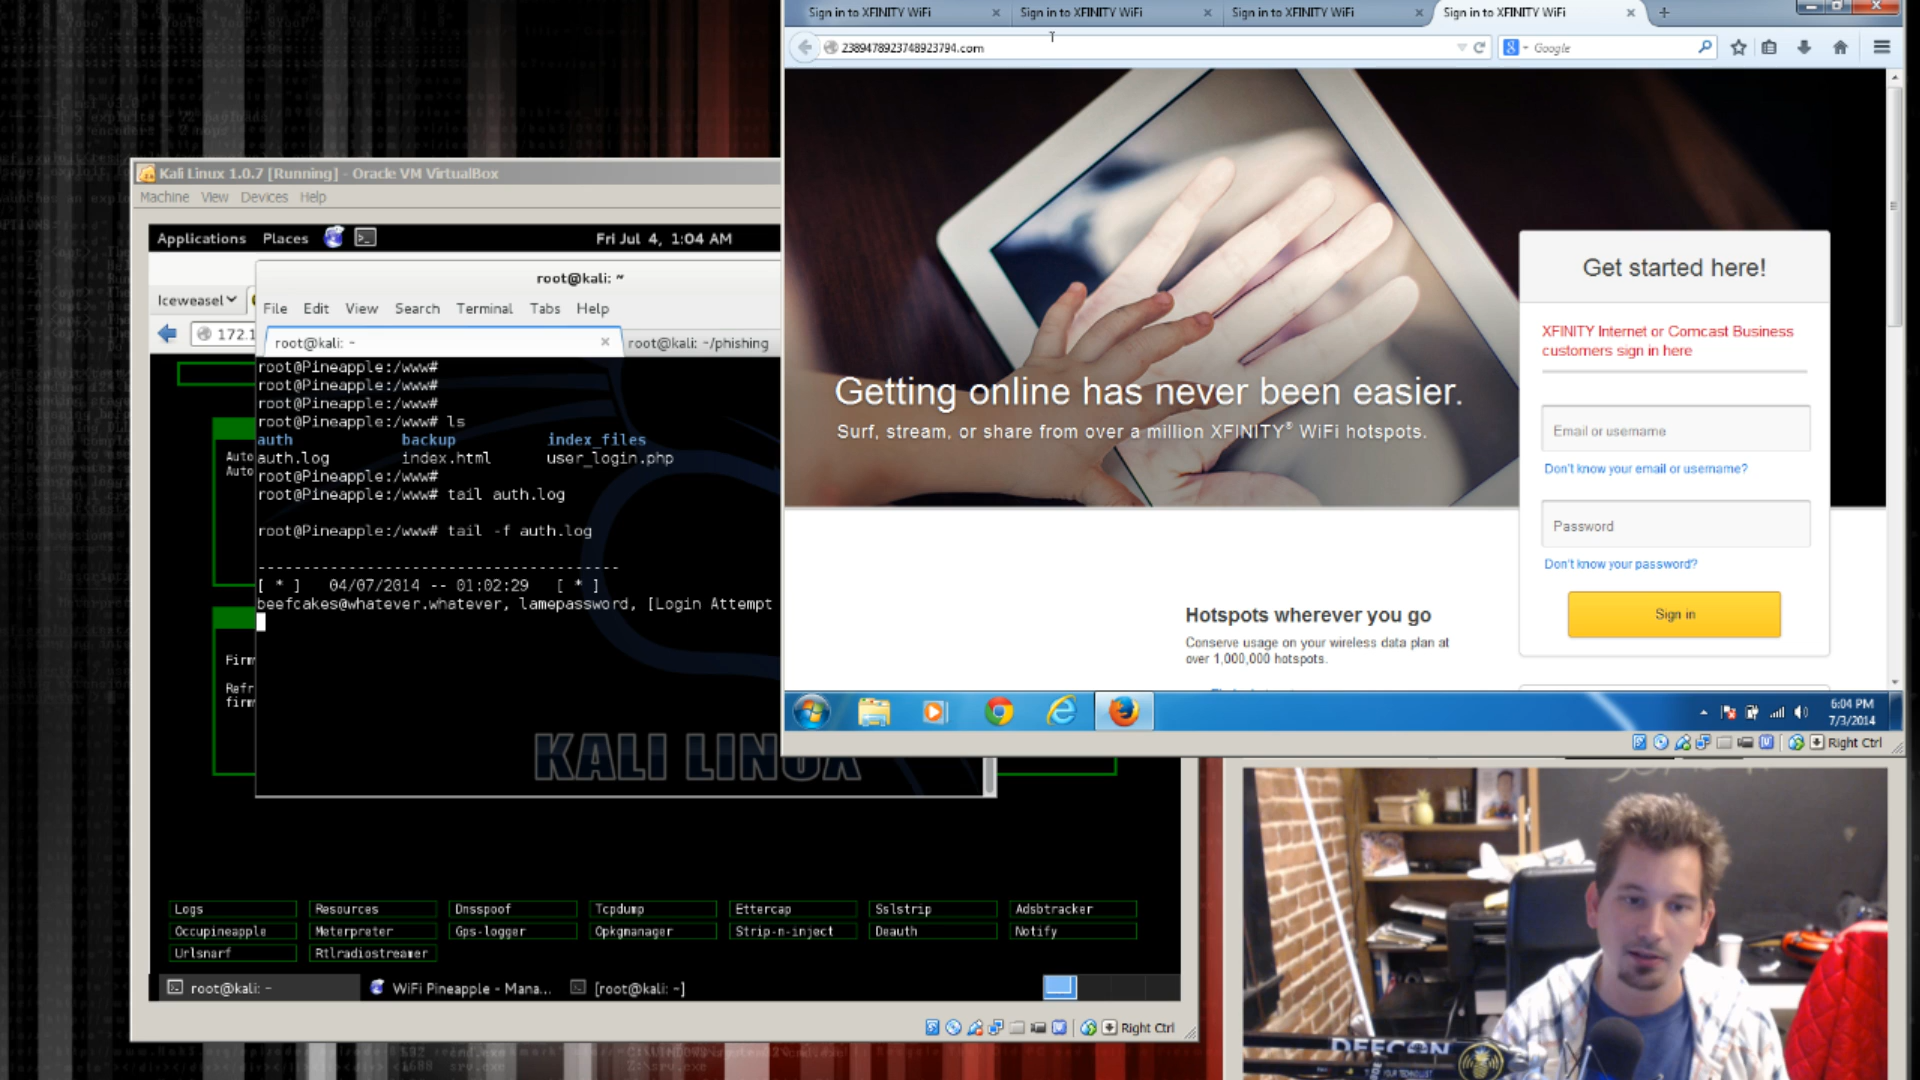 Sign in to XFINITY WiFi
Sign in to XFINITY WiFi
Sign in to XFINITY WiFi
Sign in to XFINITY WiFi
2389478923748923794.com
Google
Getting online has never been easier.
Surf, stream, or share from over a million XFINITY® WiFi hotspots.
Get started here!
XFINITY Internet or Comcast Business
customers sign in here
Email or username
Don't know your email or username?
Password
Don't know your password?
Sign in
Hotspots wherever you go
Conserve usage on your wireless data plan at
over 1,000,000 hotspots.
6:04 PM
7/3/2014
Right Ctrl
Kali Linux 1.0.7 [Running] - Oracle VM VirtualBox
Machine View Devices Help
Applications Places
Fri Jul 4, 1:04 AM
root@kali: ~
Iceweasel
172.1
File Edit View Search Terminal Tabs Help
root@kali: ~
root@kali: ~/phishing
root@Pineapple:/www#
root@Pineapple:/www#
root@Pineapple:/www#
root@Pineapple:/www# ls
auth backup index_files
auth.log index.html user_login.php
root@Pineapple:/www#
root@Pineapple:/www# tail auth.log
root@Pineapple:/www# tail -f auth.log
----------------------------------------
[ * ] 04/07/2014 -- 01:02:29 [ * ]
beefcakes@whatever.whatever, lamepassword, [Login Attempt
Auto
Auto
Firm
Refr
firm
KALI LINUX
Logs Resources Dnsspoof Tcpdump Ettercap Sslstrip Adsbtracker
Occupineapple Meterpreter Gps-logger Opkgmanager Strip-n-inject Deauth Notify
Urlsnarf Rtlradiostreamer
root@kali: ~
WiFi Pineapple - Mana...
[root@kali: ~]
Right Ctrl
DEFCON